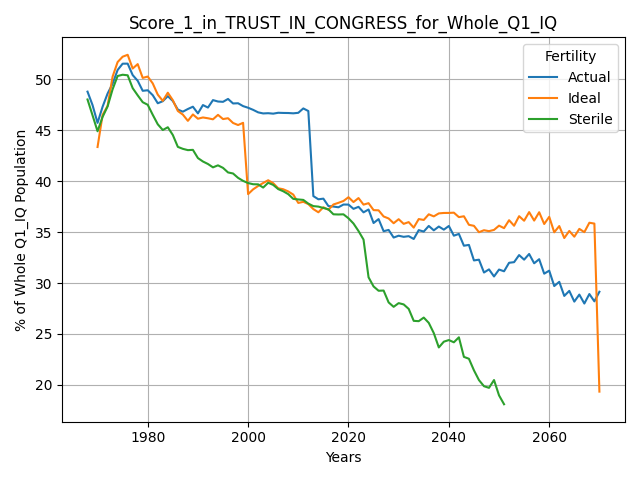 Score_1_in_TRUST_IN_CONGRESS_for_Whole_Q1_IQ
Fertility
Actual
Ideal
Sterile
% of Whole Q1_IQ Population
50
45
40
35
30
25
20
1980
2000
2020
2040
2060
Years